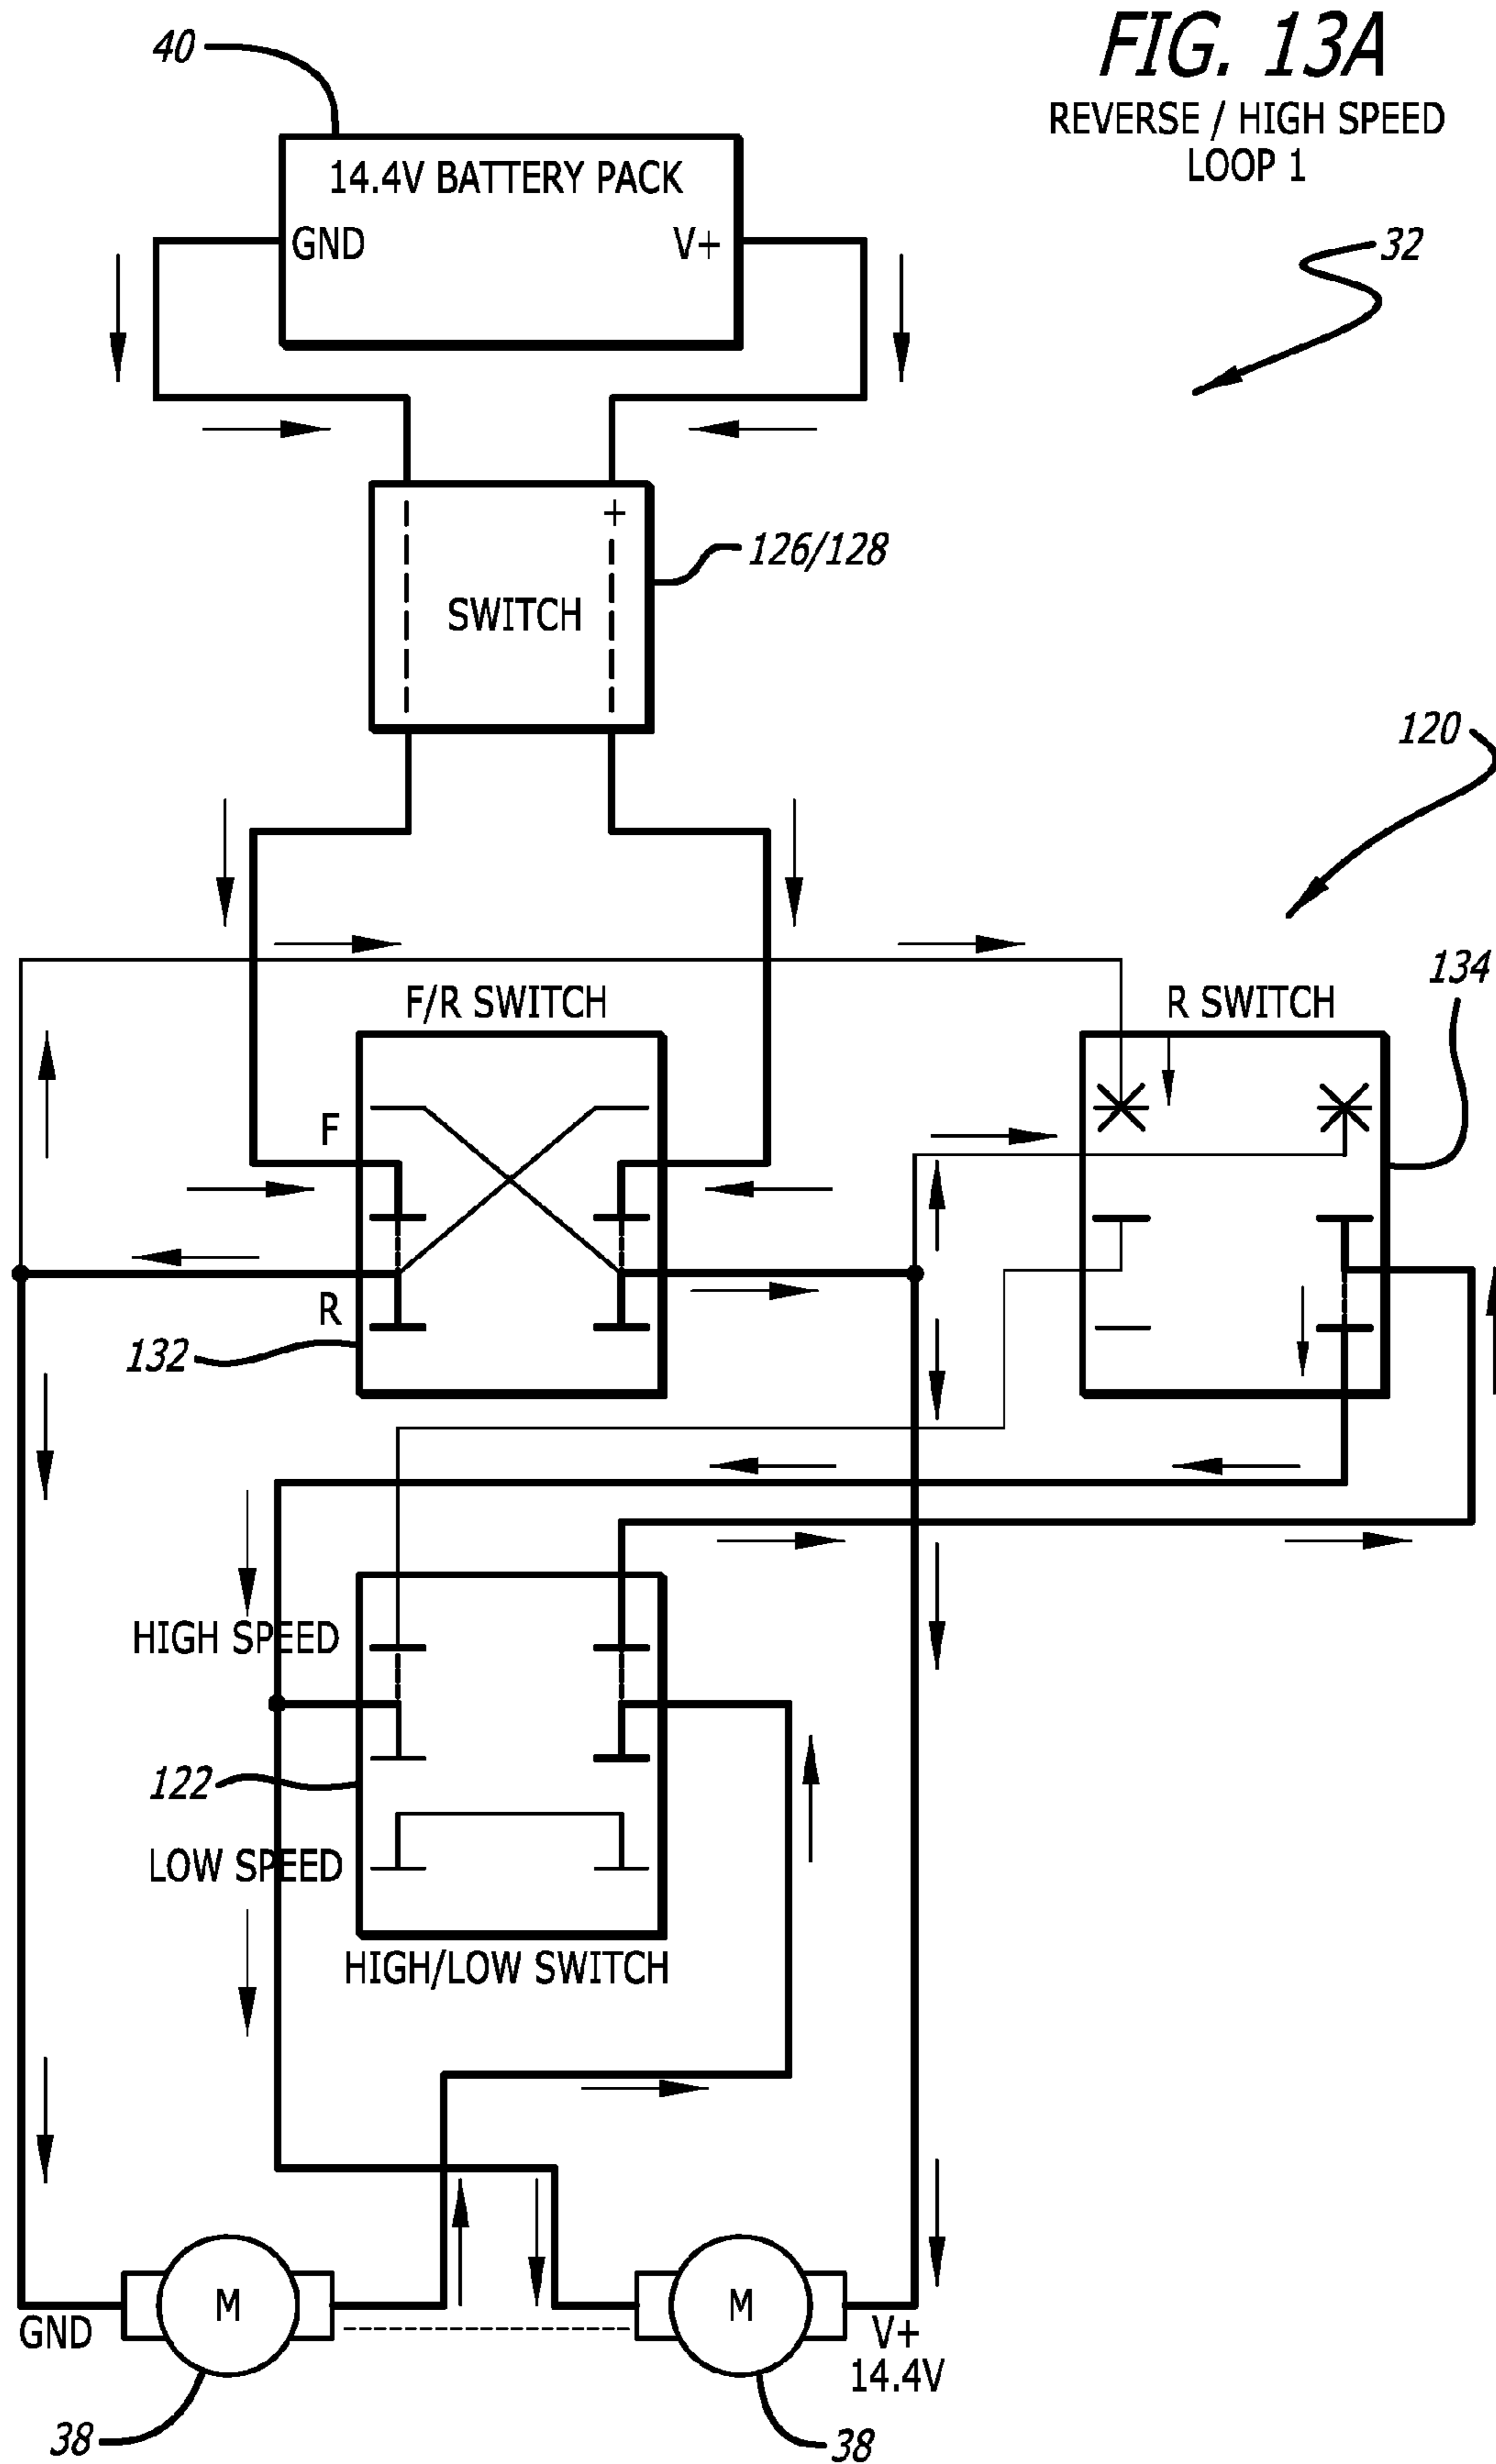 FIG. 13A
REVERSE / HIGH SPEED
LOOP 1
40
14.4V BATTERY PACK
GND
V+
32
+
126/128
SWITCH
120
134
F/R SWITCH
R SWITCH
F
R
132
HIGH SPEED
122
LOW SPEED
HIGH/LOW SWITCH
M
M
GND
V+
14.4V
38
38